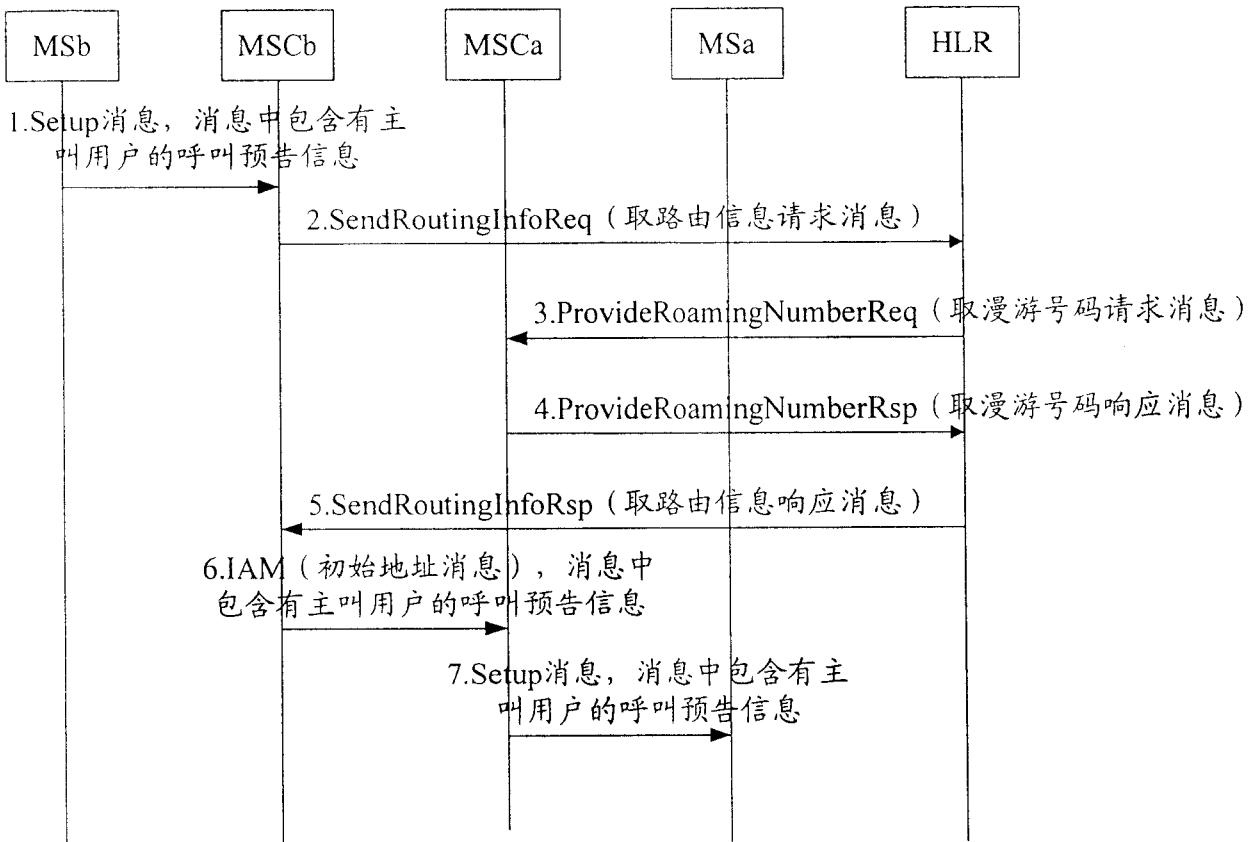 MSb
MSCb
MSCa
MSa
HLR
1.Setup消息，消息中包含有主
叫用户的呼叫预告信息
2.SendRoutingInfoReq（取路由信息请求消息）
3.ProvideRoamingNumberReq（取漫游号码请求消息）
4.ProvideRoamingNumberRsp（取漫游号码响应消息）
5.SendRoutingInfoRsp（取路由信息响应消息）
6.IAM（初始地址消息），消息中
包含有主叫用户的呼叫预告信息
7.Setup消息，消息中包含有主
叫用户的呼叫预告信息